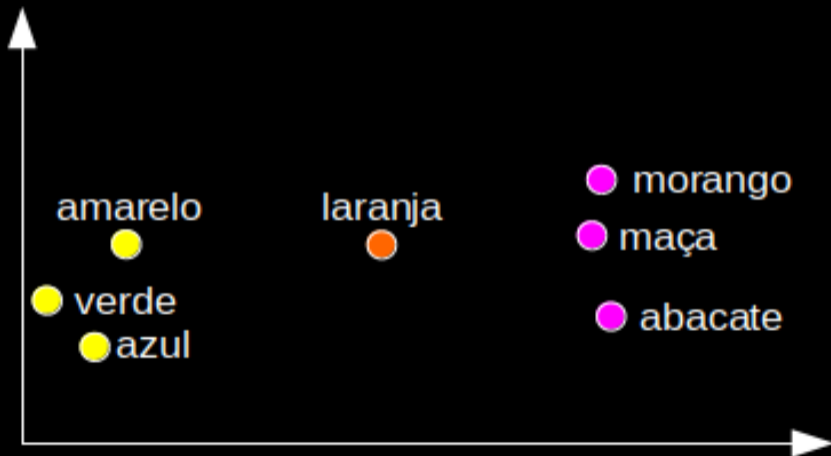 morango
amarelo
laranja
maça
verde
abacate
azul